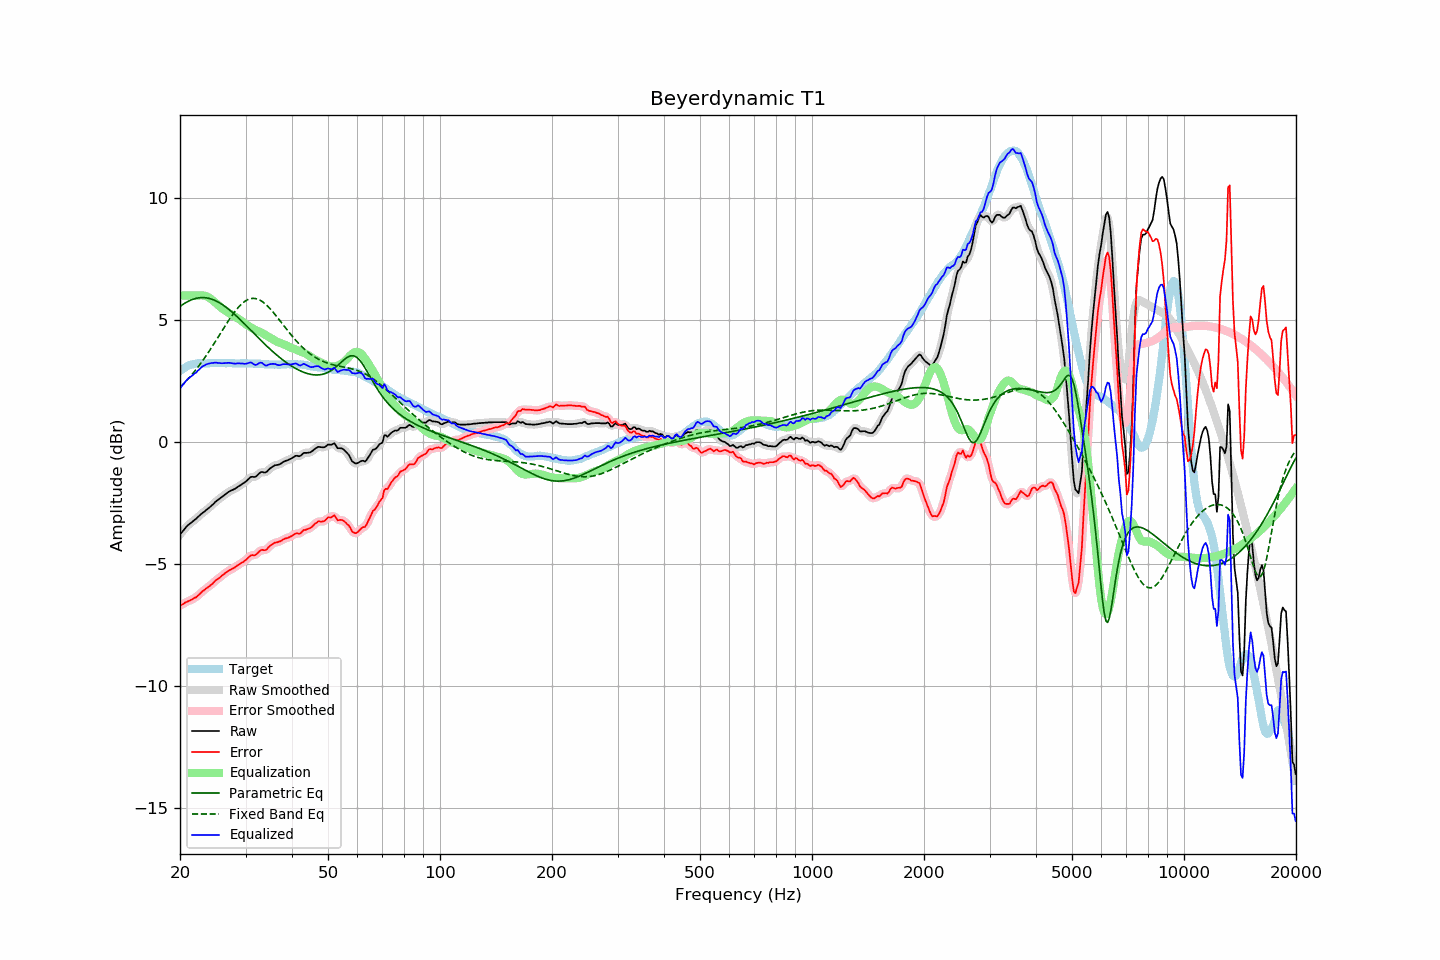 Beyerdynamic T1
Amplitude (dBr)
10
5
0
−5
−10
−15
Target
Raw Smoothed
Error Smoothed
Raw
Error
Equalization
Parametric Eq
Fixed Band Eq
Equalized
20 50 100 200 500 1000 2000 5000 10000 20000
Frequency (Hz)